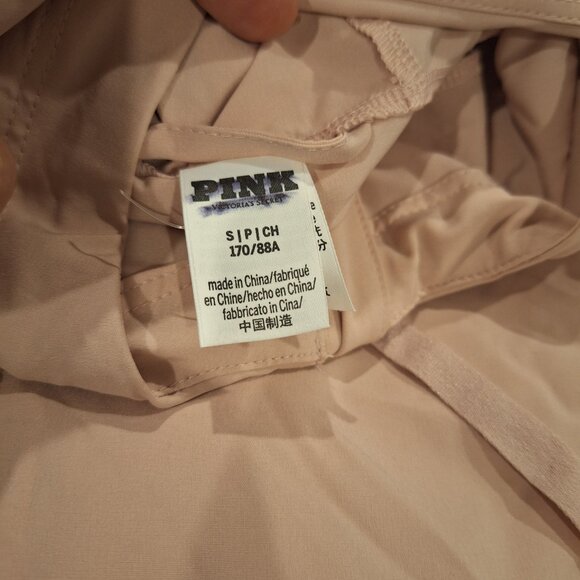 PINK
VICTORIA'S SECRET
S|P|CH
170/88A
made in China/fabriqué
en Chine/hecho en China/
fabbricato in Cina/
中国制造